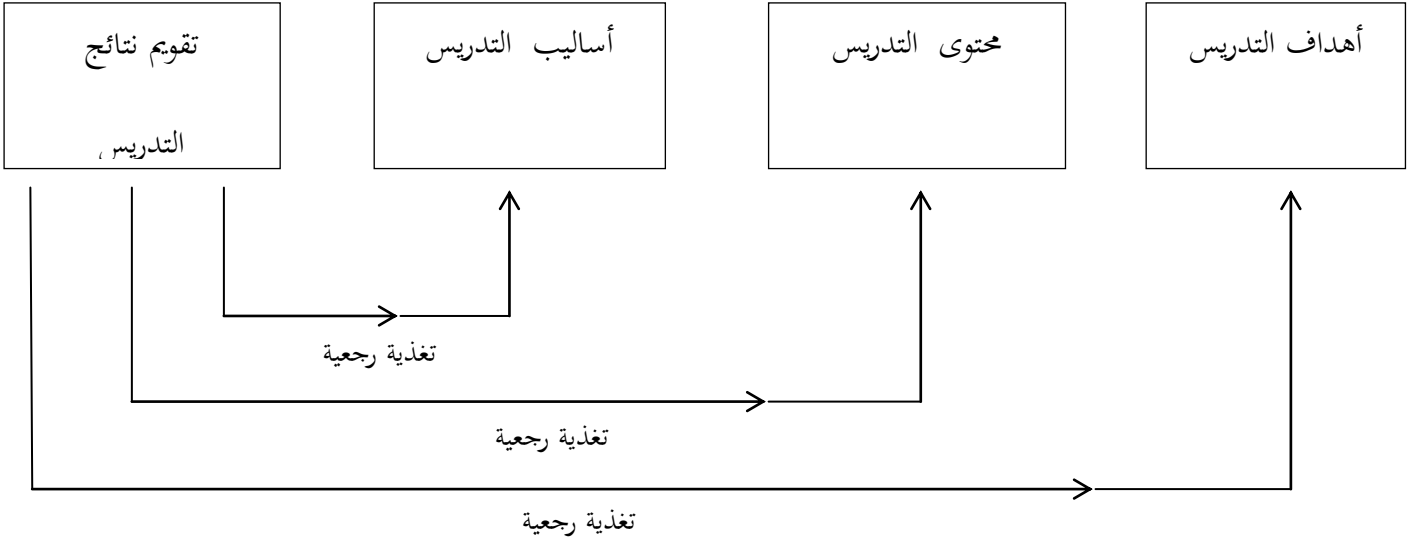 أهداف التدريس
محتوى التدريس
أساليب التدريس
تقويم نتائج
التدريس
تغذية رجعية
تغذية رجعية
تغذية رجعية